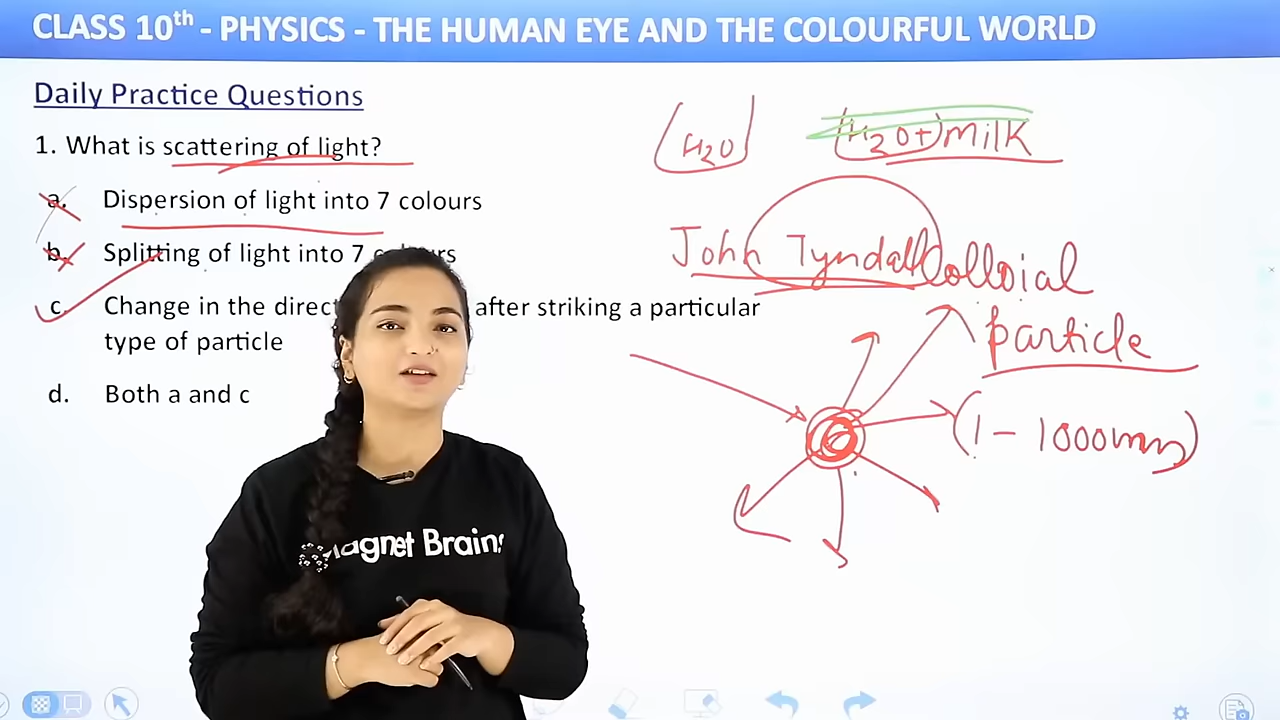 CLASS 10th - PHYSICS - THE HUMAN EYE AND THE COLOURFUL WORLD
Daily Practice Questions
1. What is scattering of light?
a. Dispersion of light into 7 colours
b. Splitting of light into 7
c. Change in the direct after striking a particular
type of particle
d. Both a and c
H2O
(H2O+) Milk
John Tyndall
Colloial
particle
(1 - 1000mm)
Magnet Brains